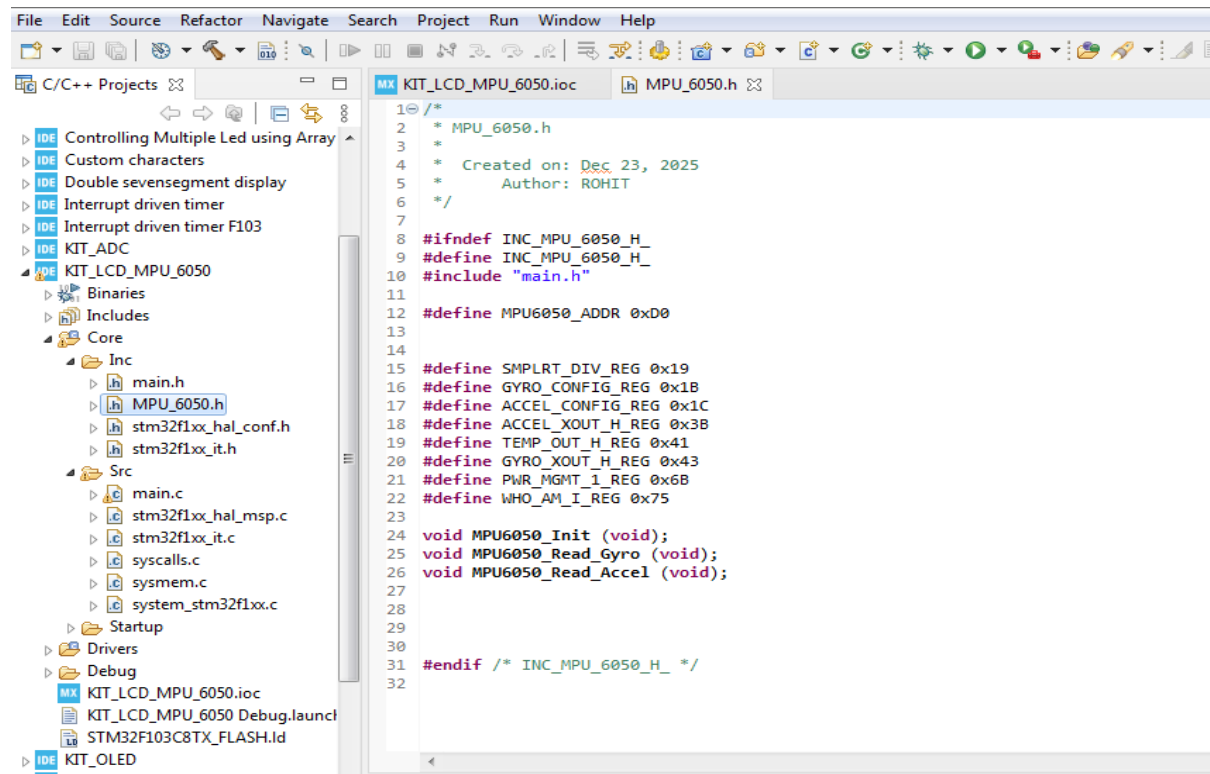 File Edit Source Refactor Navigate Search Project Run Window Help
C/C++ Projects
Controlling Multiple Led using Array
Custom characters
Double sevensegment display
Interrupt driven timer
Interrupt driven timer F103
KIT_ADC
KIT_LCD_MPU_6050
Binaries
Includes
Core
Inc
main.h
MPU_6050.h
stm32f1xx_hal_conf.h
stm32f1xx_it.h
Src
main.c
stm32f1xx_hal_msp.c
stm32f1xx_it.c
syscalls.c
sysmem.c
system_stm32f1xx.c
Startup
Drivers
Debug
KIT_LCD_MPU_6050.ioc
KIT_LCD_MPU_6050 Debug.launch
STM32F103C8TX_FLASH.ld
KIT_OLED
KIT_LCD_MPU_6050.ioc MPU_6050.h
1 /*
2 * MPU_6050.h
3 *
4 * Created on: Dec 23, 2025
5 * Author: ROHIT
6 */
7
8 #ifndef INC_MPU_6050_H_
9 #define INC_MPU_6050_H_
10 #include "main.h"
11
12 #define MPU6050_ADDR 0xD0
13
14
15 #define SMPLRT_DIV_REG 0x19
16 #define GYRO_CONFIG_REG 0x1B
17 #define ACCEL_CONFIG_REG 0x1C
18 #define ACCEL_XOUT_H_REG 0x3B
19 #define TEMP_OUT_H_REG 0x41
20 #define GYRO_XOUT_H_REG 0x43
21 #define PWR_MGMT_1_REG 0x6B
22 #define WHO_AM_I_REG 0x75
23
24 void MPU6050_Init (void);
25 void MPU6050_Read_Gyro (void);
26 void MPU6050_Read_Accel (void);
27
28
29
30
31 #endif /* INC_MPU_6050_H_ */
32